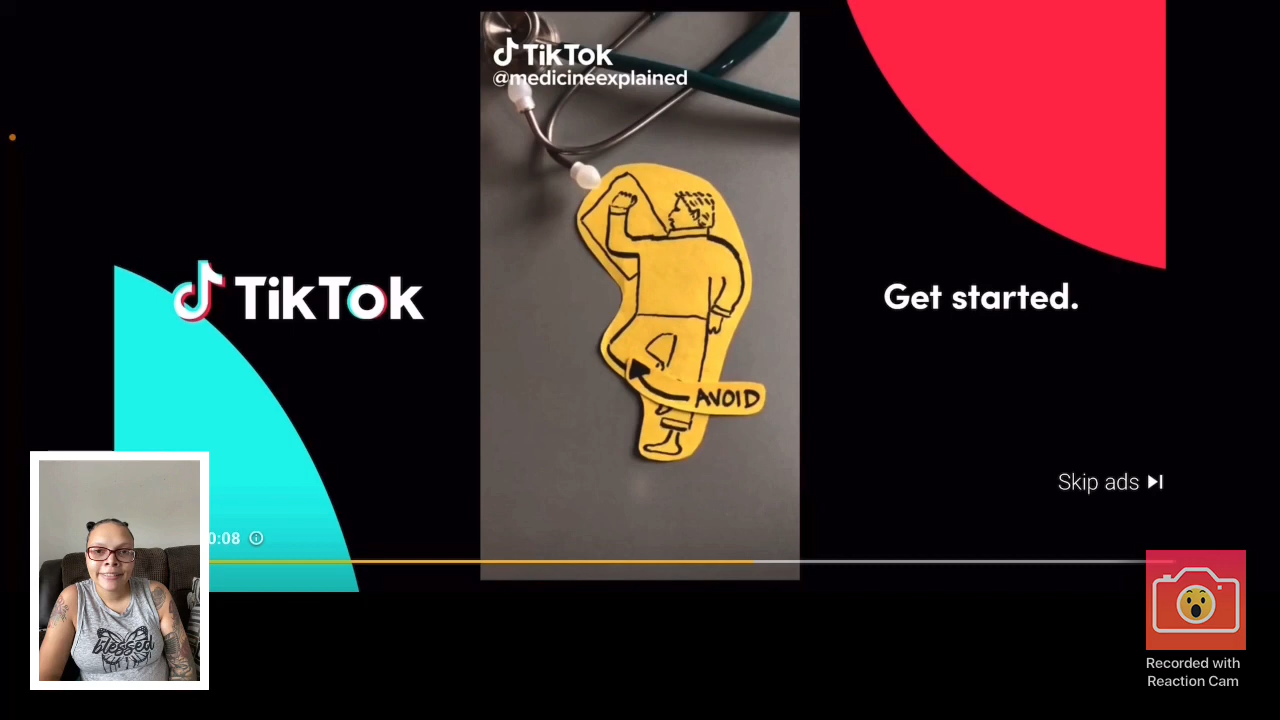 TikTok
@medicineexplained
TikTok
Get started.
AVOID
Skip ads
0:08
blessed
Recorded with
Reaction Cam